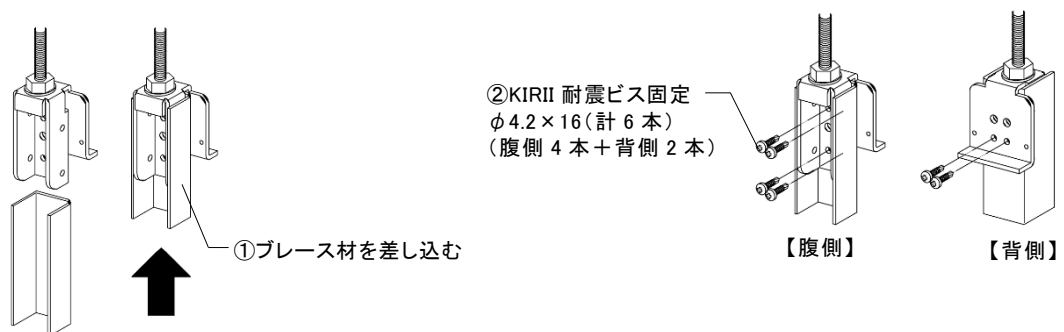 ①ブレース材を差し込む
②KIRII 耐震ビス固定
φ4.2×16(計 6 本)
(腹側 4 本+背側 2 本)
【腹側】
【背側】